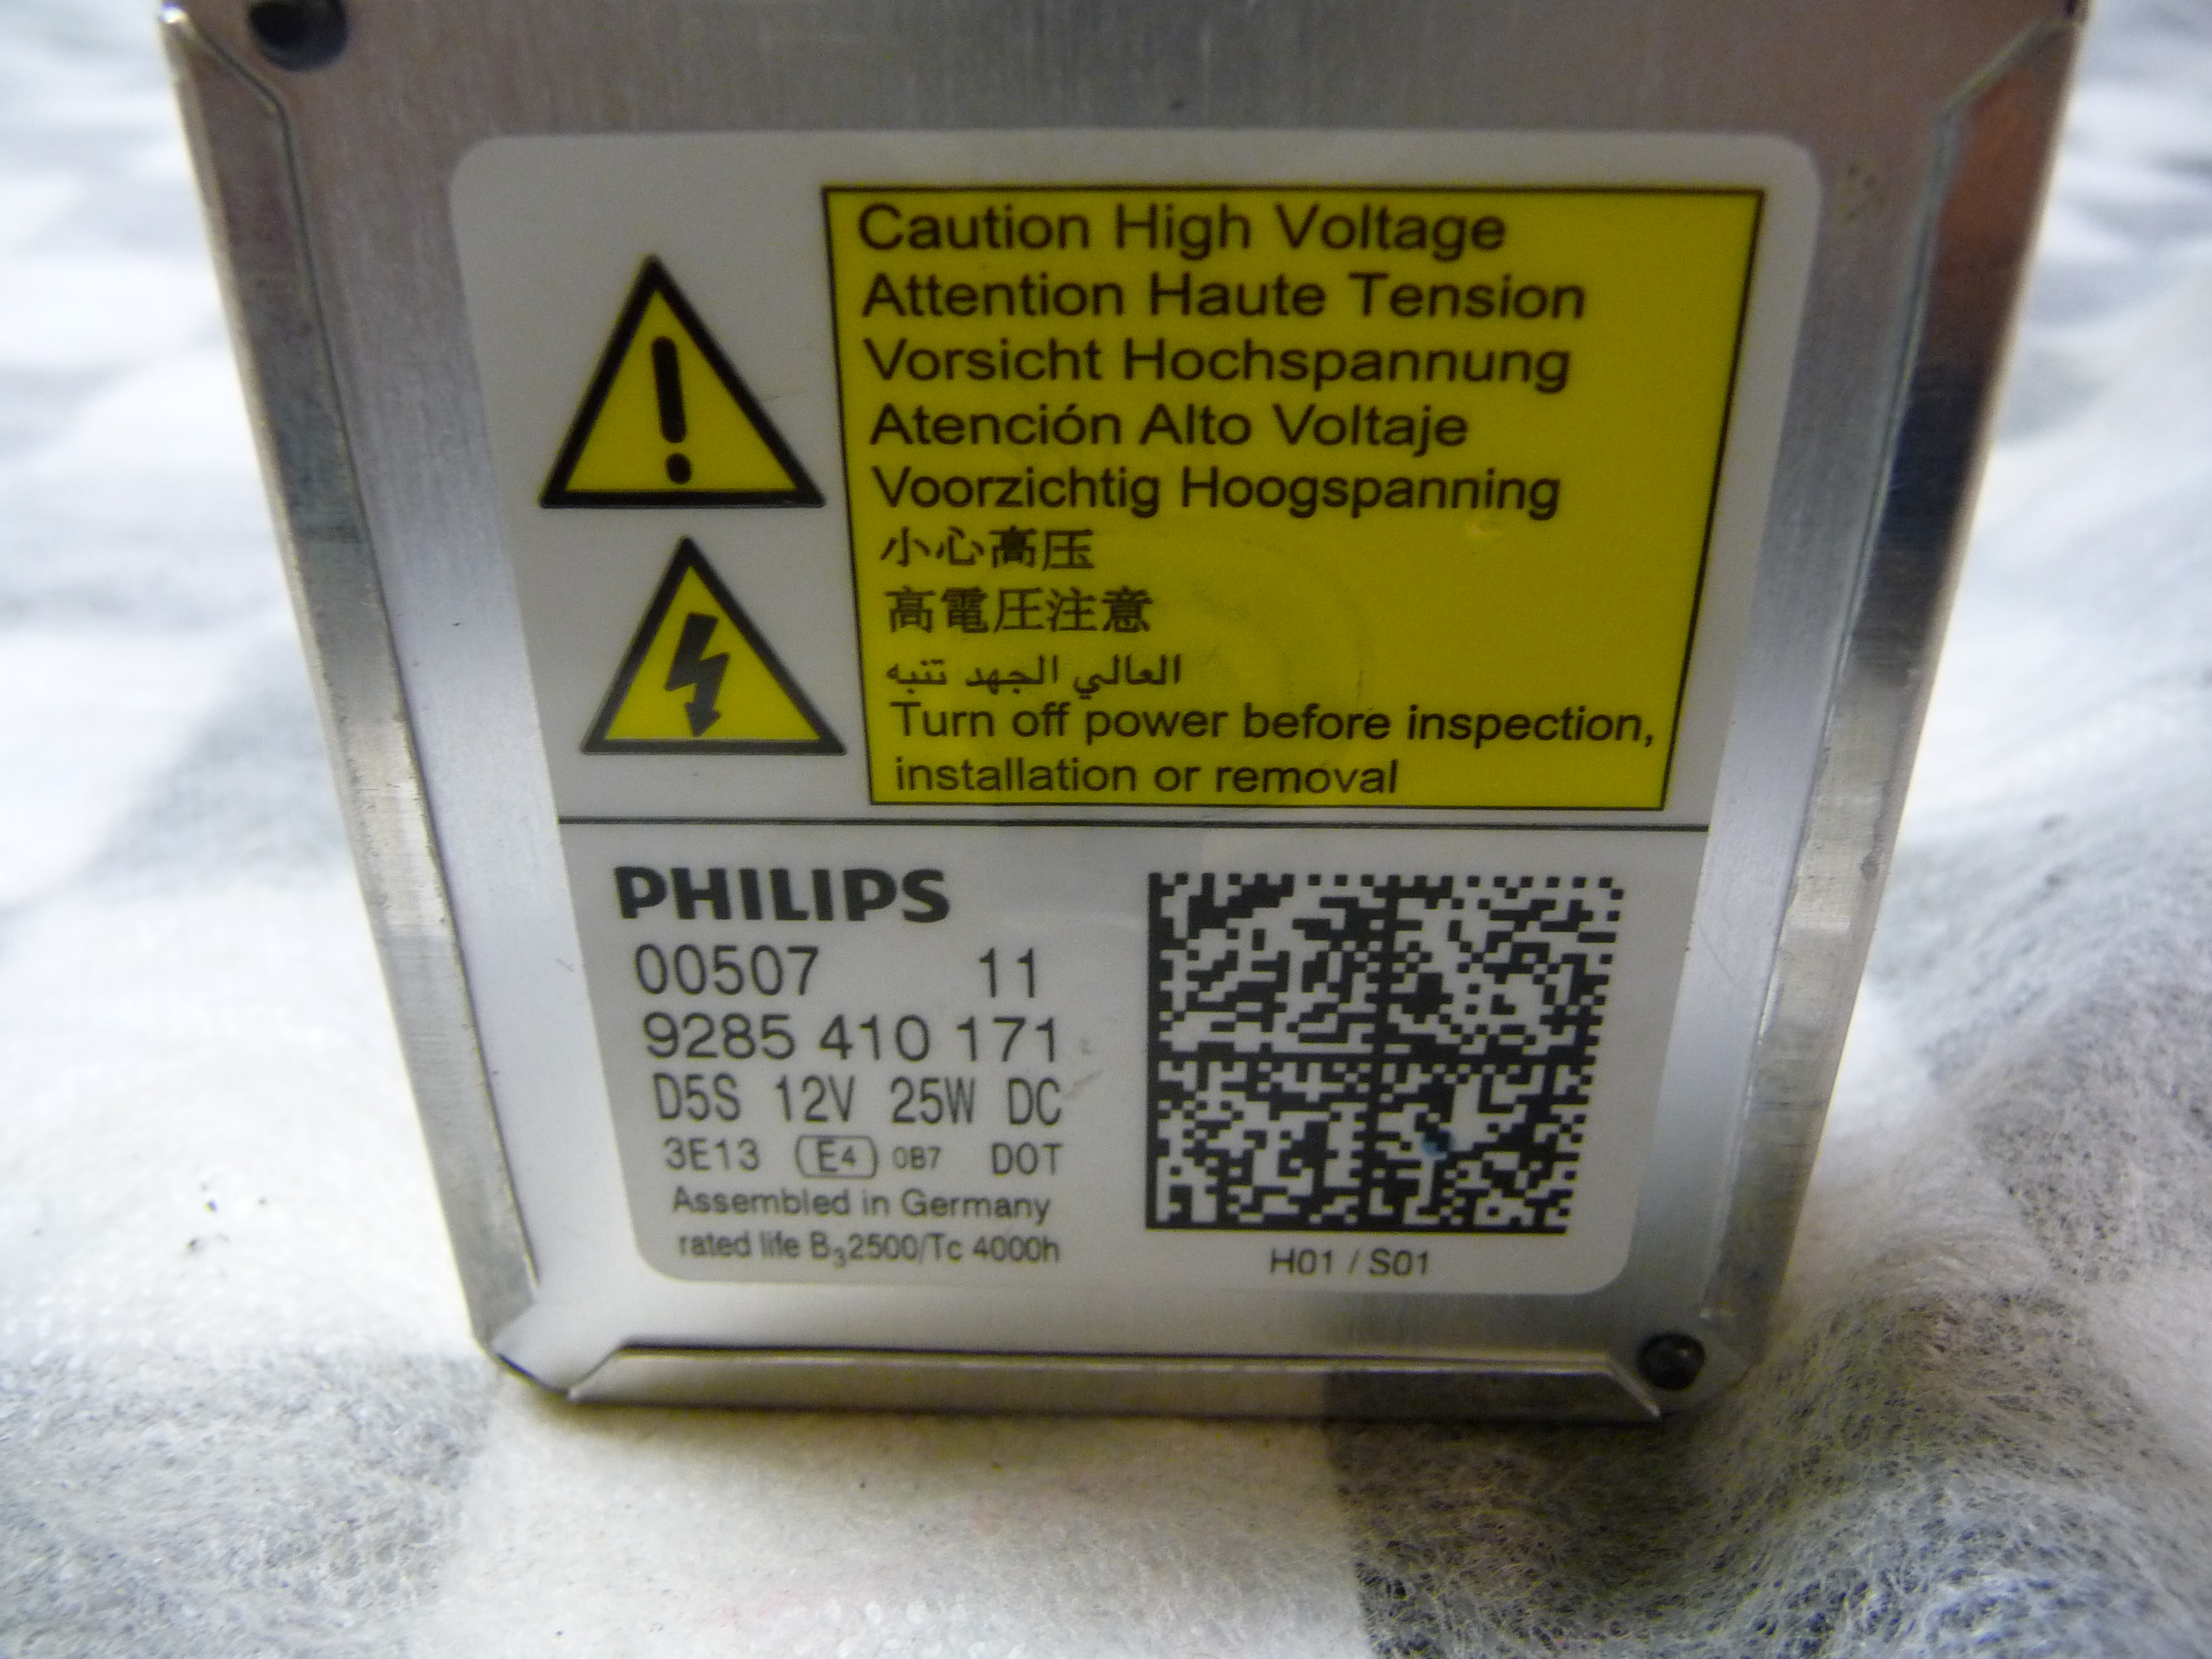 Caution High Voltage
Attention Haute Tension
Vorsicht Hochspannung
Atención Alto Voltaje
Voorzichtig Hoogspanning
小心高压
高電圧注意
العالي الجهد تنبه
Turn off power before inspection,
installation or removal
PHILIPS
00507 11
9285 410 171
D5S 12V 25W DC
3E13 E4 0B7 DOT
Assembled in Germany
rated life B₃2500/Tc 4000h
H01 / S01